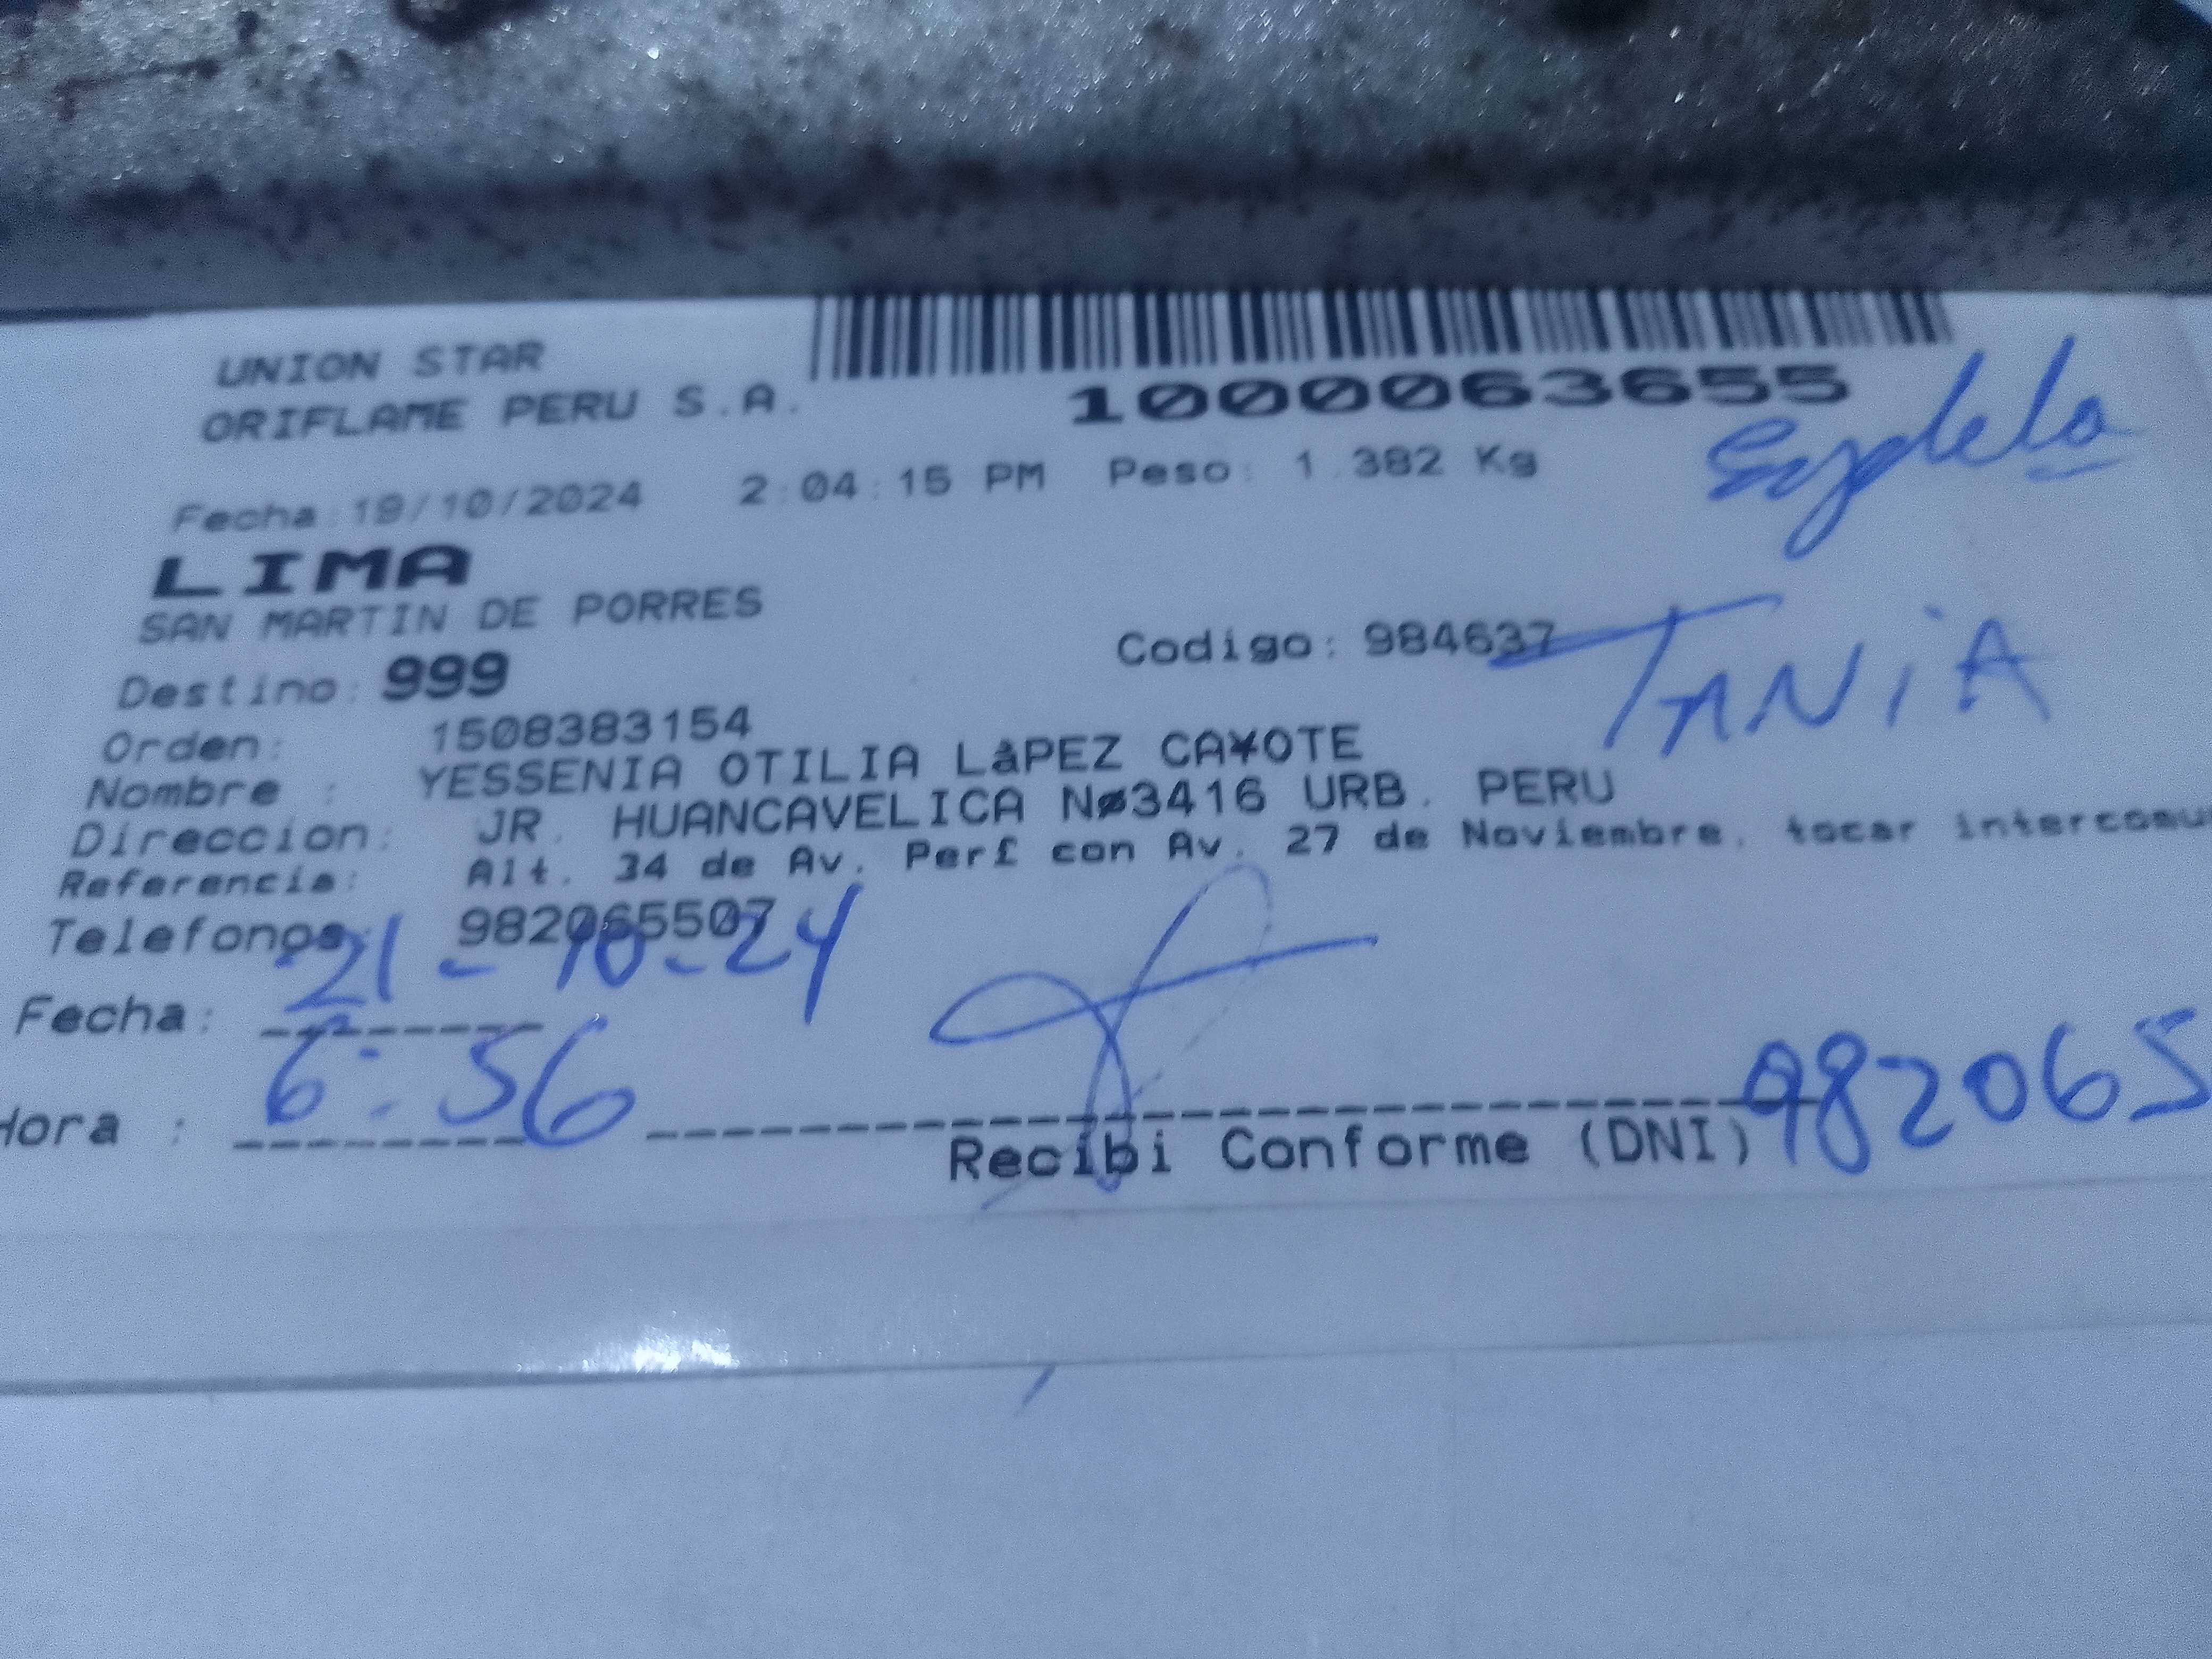 UNION STAR
ORIFLAME PERU S.A.
1000063655
Fecha:19/10/2024 2:04:15 PM Peso: 1.382 Kg
LIMA
SAN MARTIN DE PORRES
Destino: 999
Codigo: 984637
TANiA
Orden: 1508383154
Nombre : YESSENIA OTILIA LàPEZ CA¥OTE
Direccion: JR. HUANCAVELICA Nø3416 URB. PERU
Referencia: Alt. 34 de Av. Per£ con Av. 27 de Noviembre, tocar intercomu
Telefonos: 982065507
Fecha: 21-10-24
Hora : 6:56
Recibi Conforme (DNI) 982065